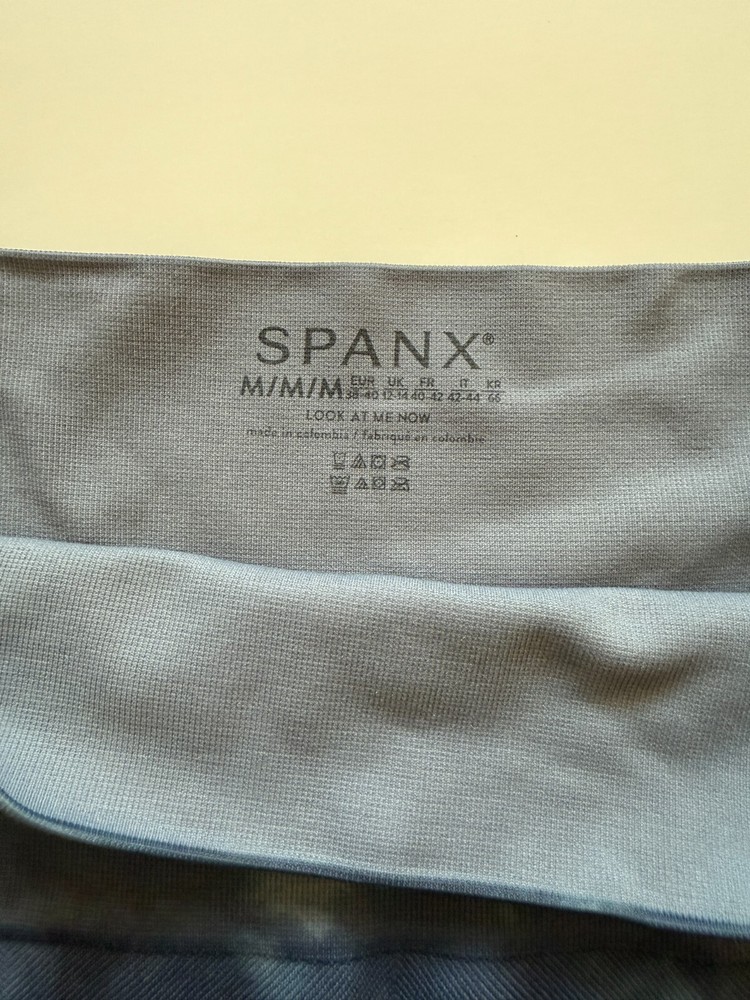 SPANX®
M/M/M EUR 38-40 UK 12-14 FR 40-42 IT 42-44 KR 66
LOOK AT ME NOW
made in colombia / fabriqué en colombie